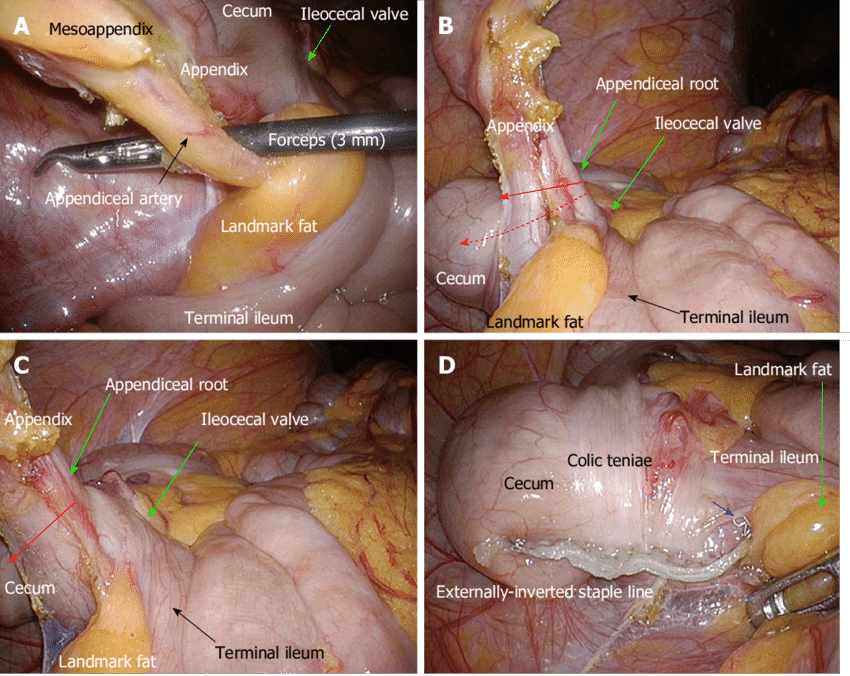 A
Mesoappendix
Cecum
Ileocecal valve
Appendix
Forceps (3 mm)
Appendiceal artery
Landmark fat
Terminal ileum
B
Appendiceal root
Appendix
Ileocecal valve
Cecum
Landmark fat
Terminal ileum
C
Appendiceal root
Appendix
Ileocecal valve
Cecum
Terminal ileum
Landmark fat
D
Landmark fat
Colic teniae
Terminal ileum
Cecum
Externally-inverted staple line